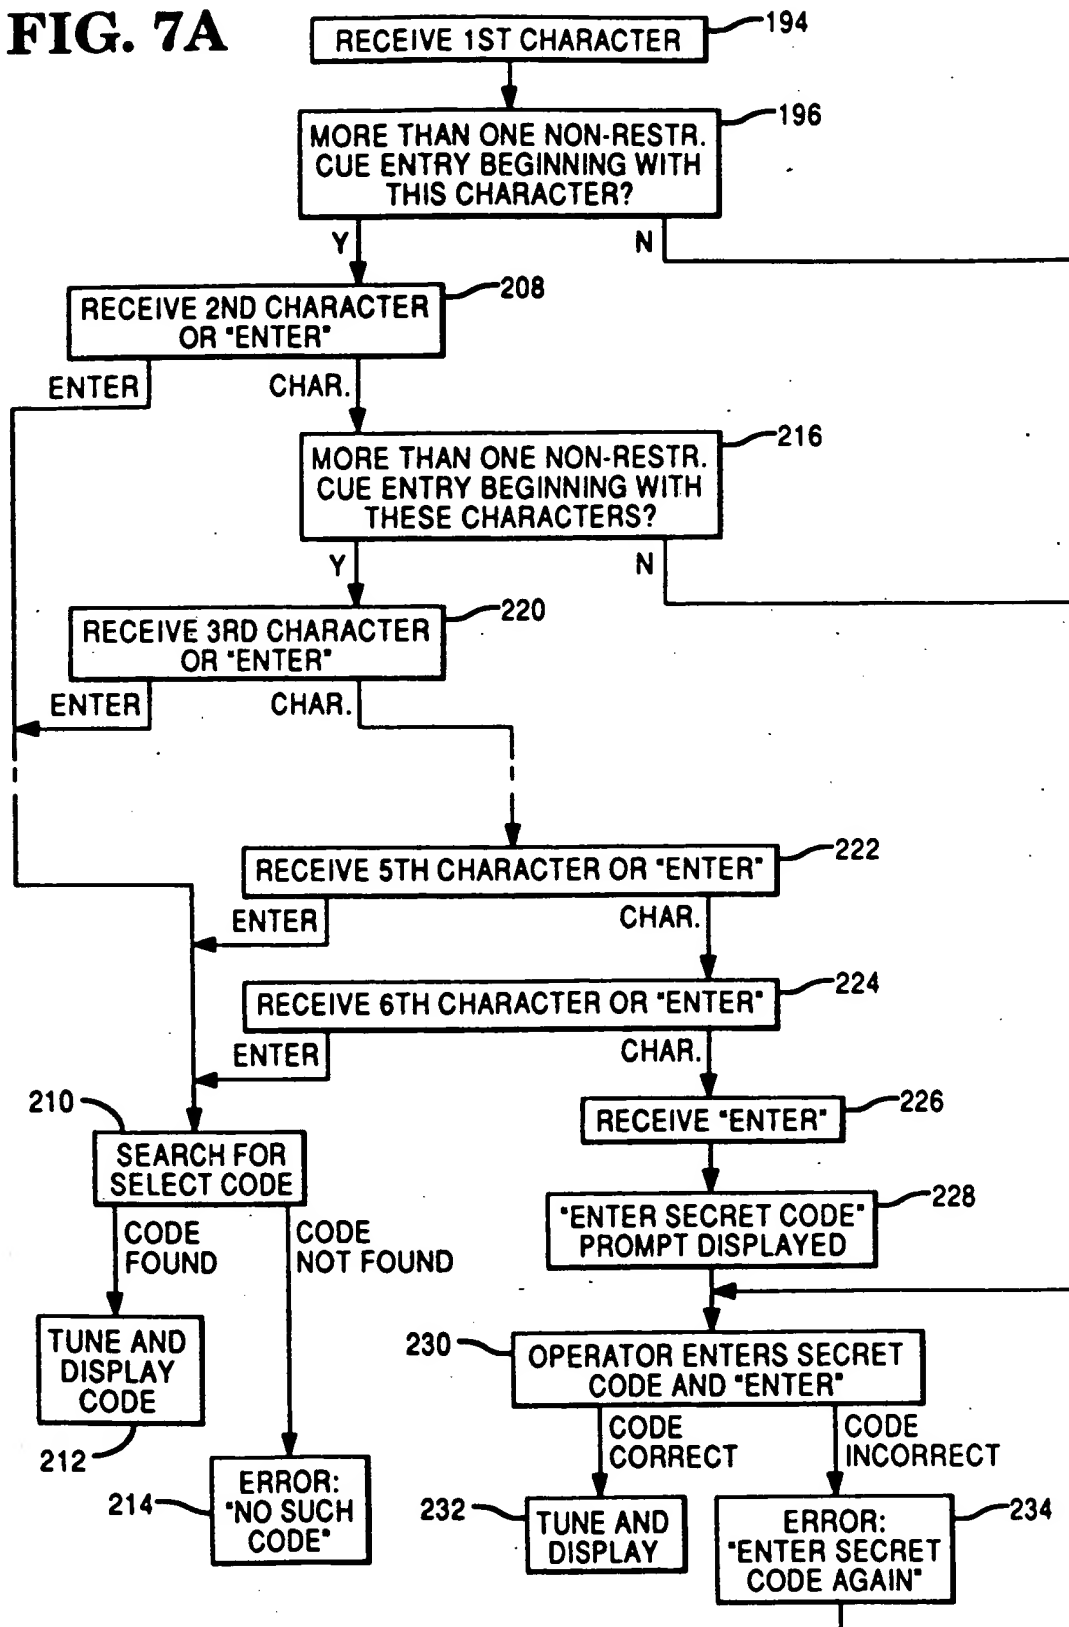 FIG. 7A
RECEIVE 1ST CHARACTER
194
MORE THAN ONE NON-RESTR.
CUE ENTRY BEGINNING WITH
THIS CHARACTER?
196
Y
N
RECEIVE 2ND CHARACTER
OR "ENTER"
208
ENTER
CHAR.
MORE THAN ONE NON-RESTR.
CUE ENTRY BEGINNING WITH
THESE CHARACTERS?
216
Y
N
RECEIVE 3RD CHARACTER
OR "ENTER"
220
ENTER
CHAR.
RECEIVE 5TH CHARACTER OR "ENTER"
222
ENTER
CHAR.
RECEIVE 6TH CHARACTER OR "ENTER"
224
ENTER
CHAR.
210
SEARCH FOR
SELECT CODE
RECEIVE "ENTER"
226
CODE
FOUND
CODE
NOT FOUND
"ENTER SECRET CODE"
PROMPT DISPLAYED
228
TUNE AND
DISPLAY
CODE
212
230
OPERATOR ENTERS SECRET
CODE AND "ENTER"
CODE
CORRECT
CODE
INCORRECT
214
ERROR:
"NO SUCH
CODE"
232
TUNE AND
DISPLAY
ERROR:
"ENTER SECRET
CODE AGAIN"
234